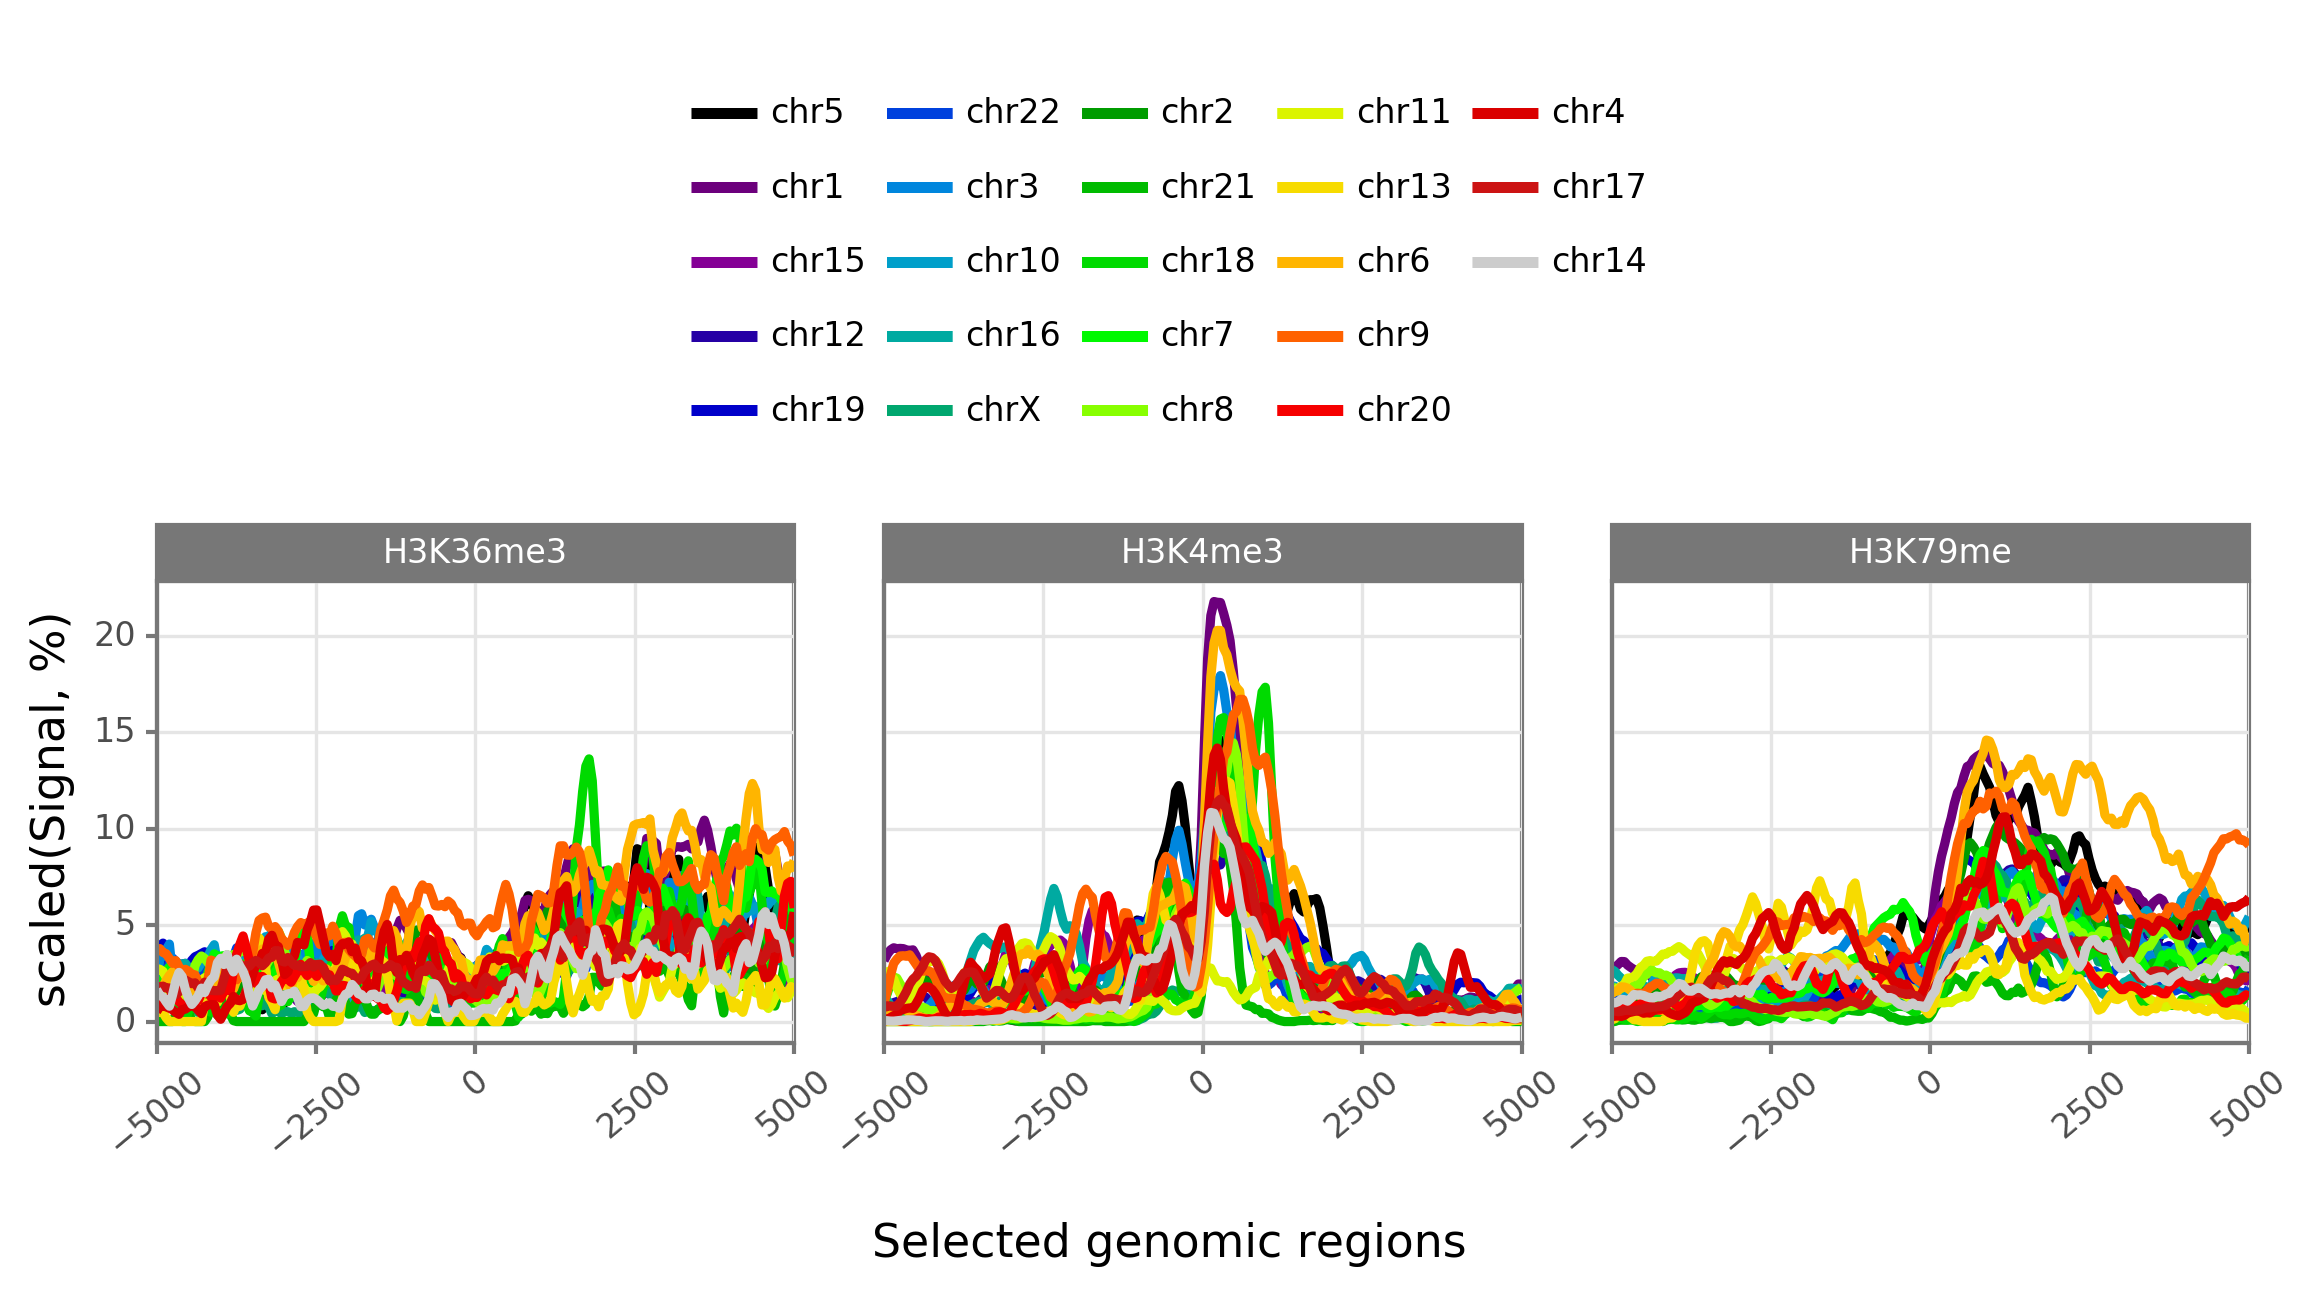 chr5 chr22 chr2 chr11 chr4
chr1 chr3 chr21 chr13 chr17
chr15 chr10 chr18 chr6 chr14
chr12 chr16 chr7 chr9
chr19 chrX chr8 chr20
H3K36me3 H3K4me3 H3K79me
scaled(Signal, %)
20
15
10
5
0
−5000 −2500 0 2500 5000 −5000 −2500 0 2500 5000 −5000 −2500 0 2500 5000
Selected genomic regions